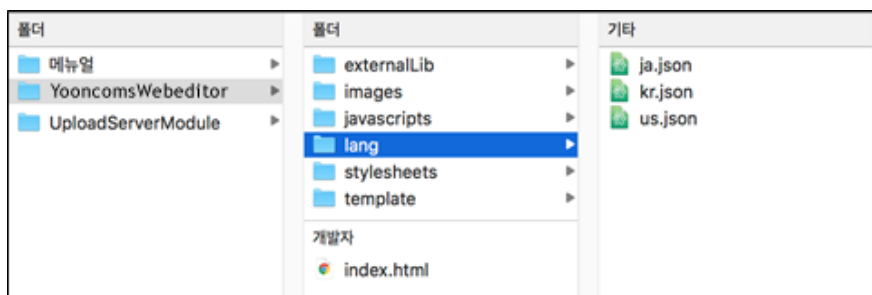 폴더
메뉴얼
YooncomsWebeditor
UploadServerModule
폴더
externalLib
images
javascripts
lang
stylesheets
template
개발자
index.html
기타
ja.json
kr.json
us.json